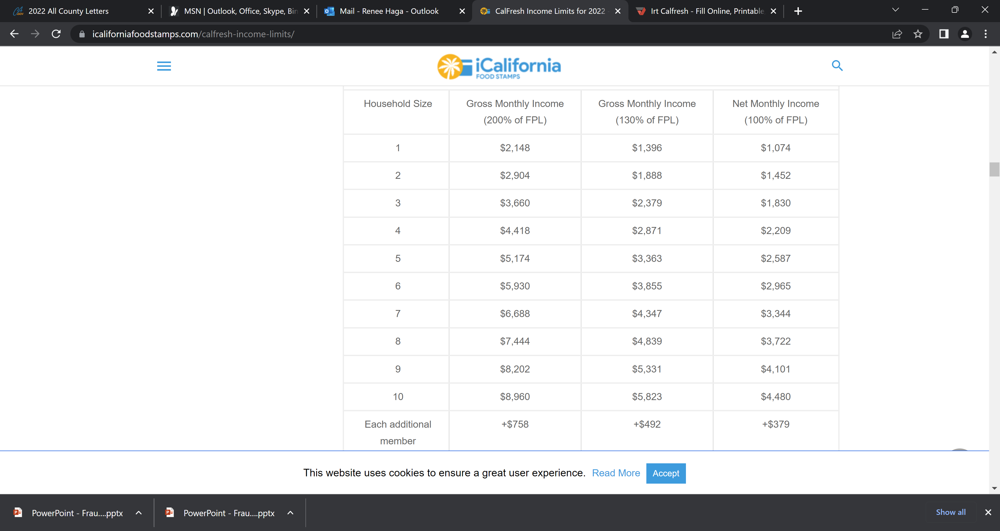 2022 All County Letters
MSN | Outlook, Office, Skype, Bin
Mail - Renee Haga - Outlook
CalFresh Income Limits for 2022 -
Irt Calfresh - Fill Online, Printable
icaliforniafoodstamps.com/calfresh-income-limits/
iCalifornia
FOOD STAMPS
Household Size Gross Monthly Income Gross Monthly Income Net Monthly Income
(200% of FPL) (130% of FPL) (100% of FPL)
1 $2,148 $1,396 $1,074
2 $2,904 $1,888 $1,452
3 $3,660 $2,379 $1,830
4 $4,418 $2,871 $2,209
5 $5,174 $3,363 $2,587
6 $5,930 $3,855 $2,965
7 $6,688 $4,347 $3,344
8 $7,444 $4,839 $3,722
9 $8,202 $5,331 $4,101
10 $8,960 $5,823 $4,480
Each additional +$758 +$492 +$379
member
This website uses cookies to ensure a great user experience. Read More Accept
PowerPoint - Frau....pptx PowerPoint - Frau....pptx Show all